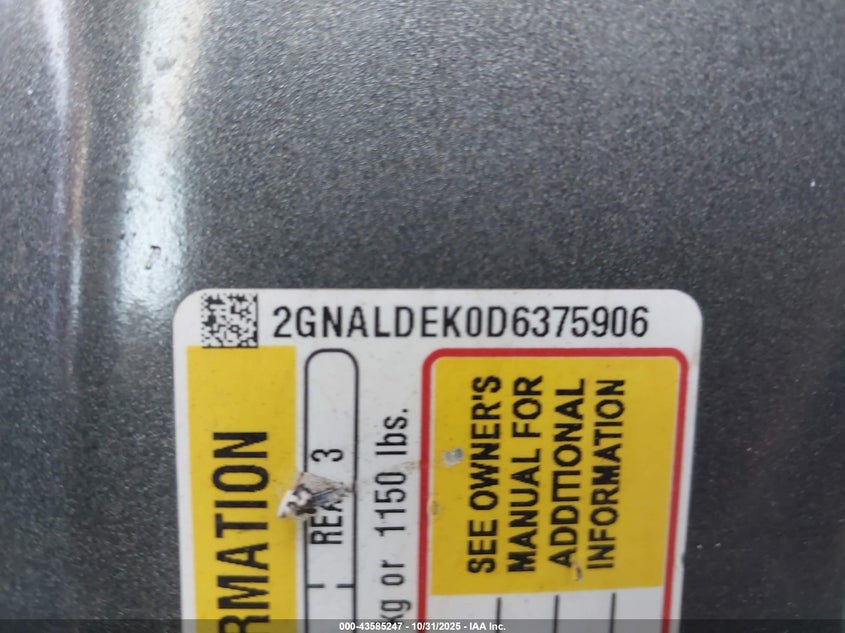 2GNALDEK0D6375906
RMATION
REA 3
kg or 1150 lbs.
SEE OWNER'S
MANUAL FOR
ADDITIONAL
INFORMATION
000-43585247 - 10/31/2025 - IAA Inc.